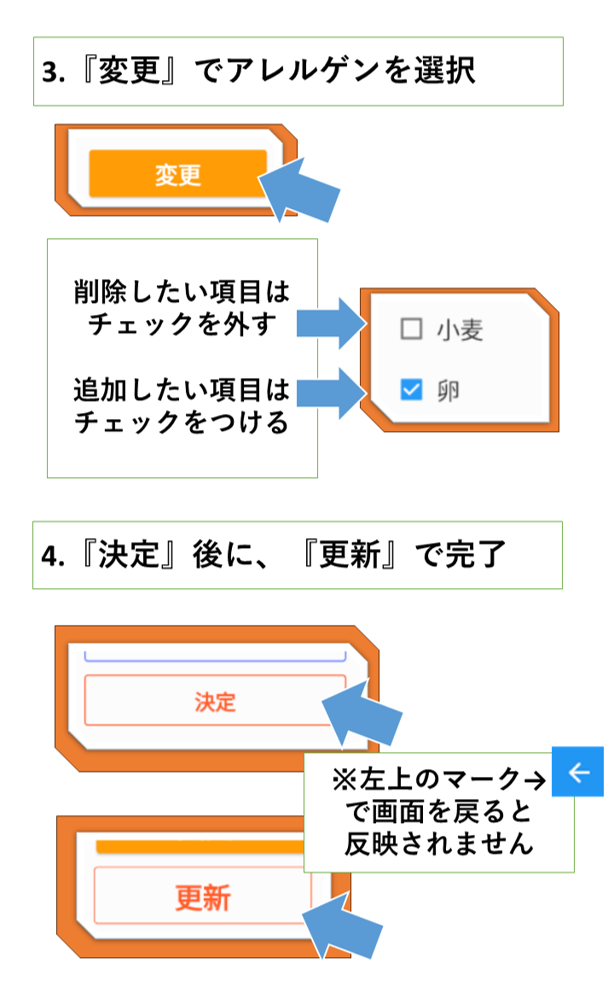 3.『変更』でアレルゲンを選択
変更
削除したい項目は
チェックを外す
追加したい項目は
チェックをつける
小麦
卵
4.『決定』後に、『更新』で完了
決定
※左上のマーク→
で画面を戻ると
反映されません
更新